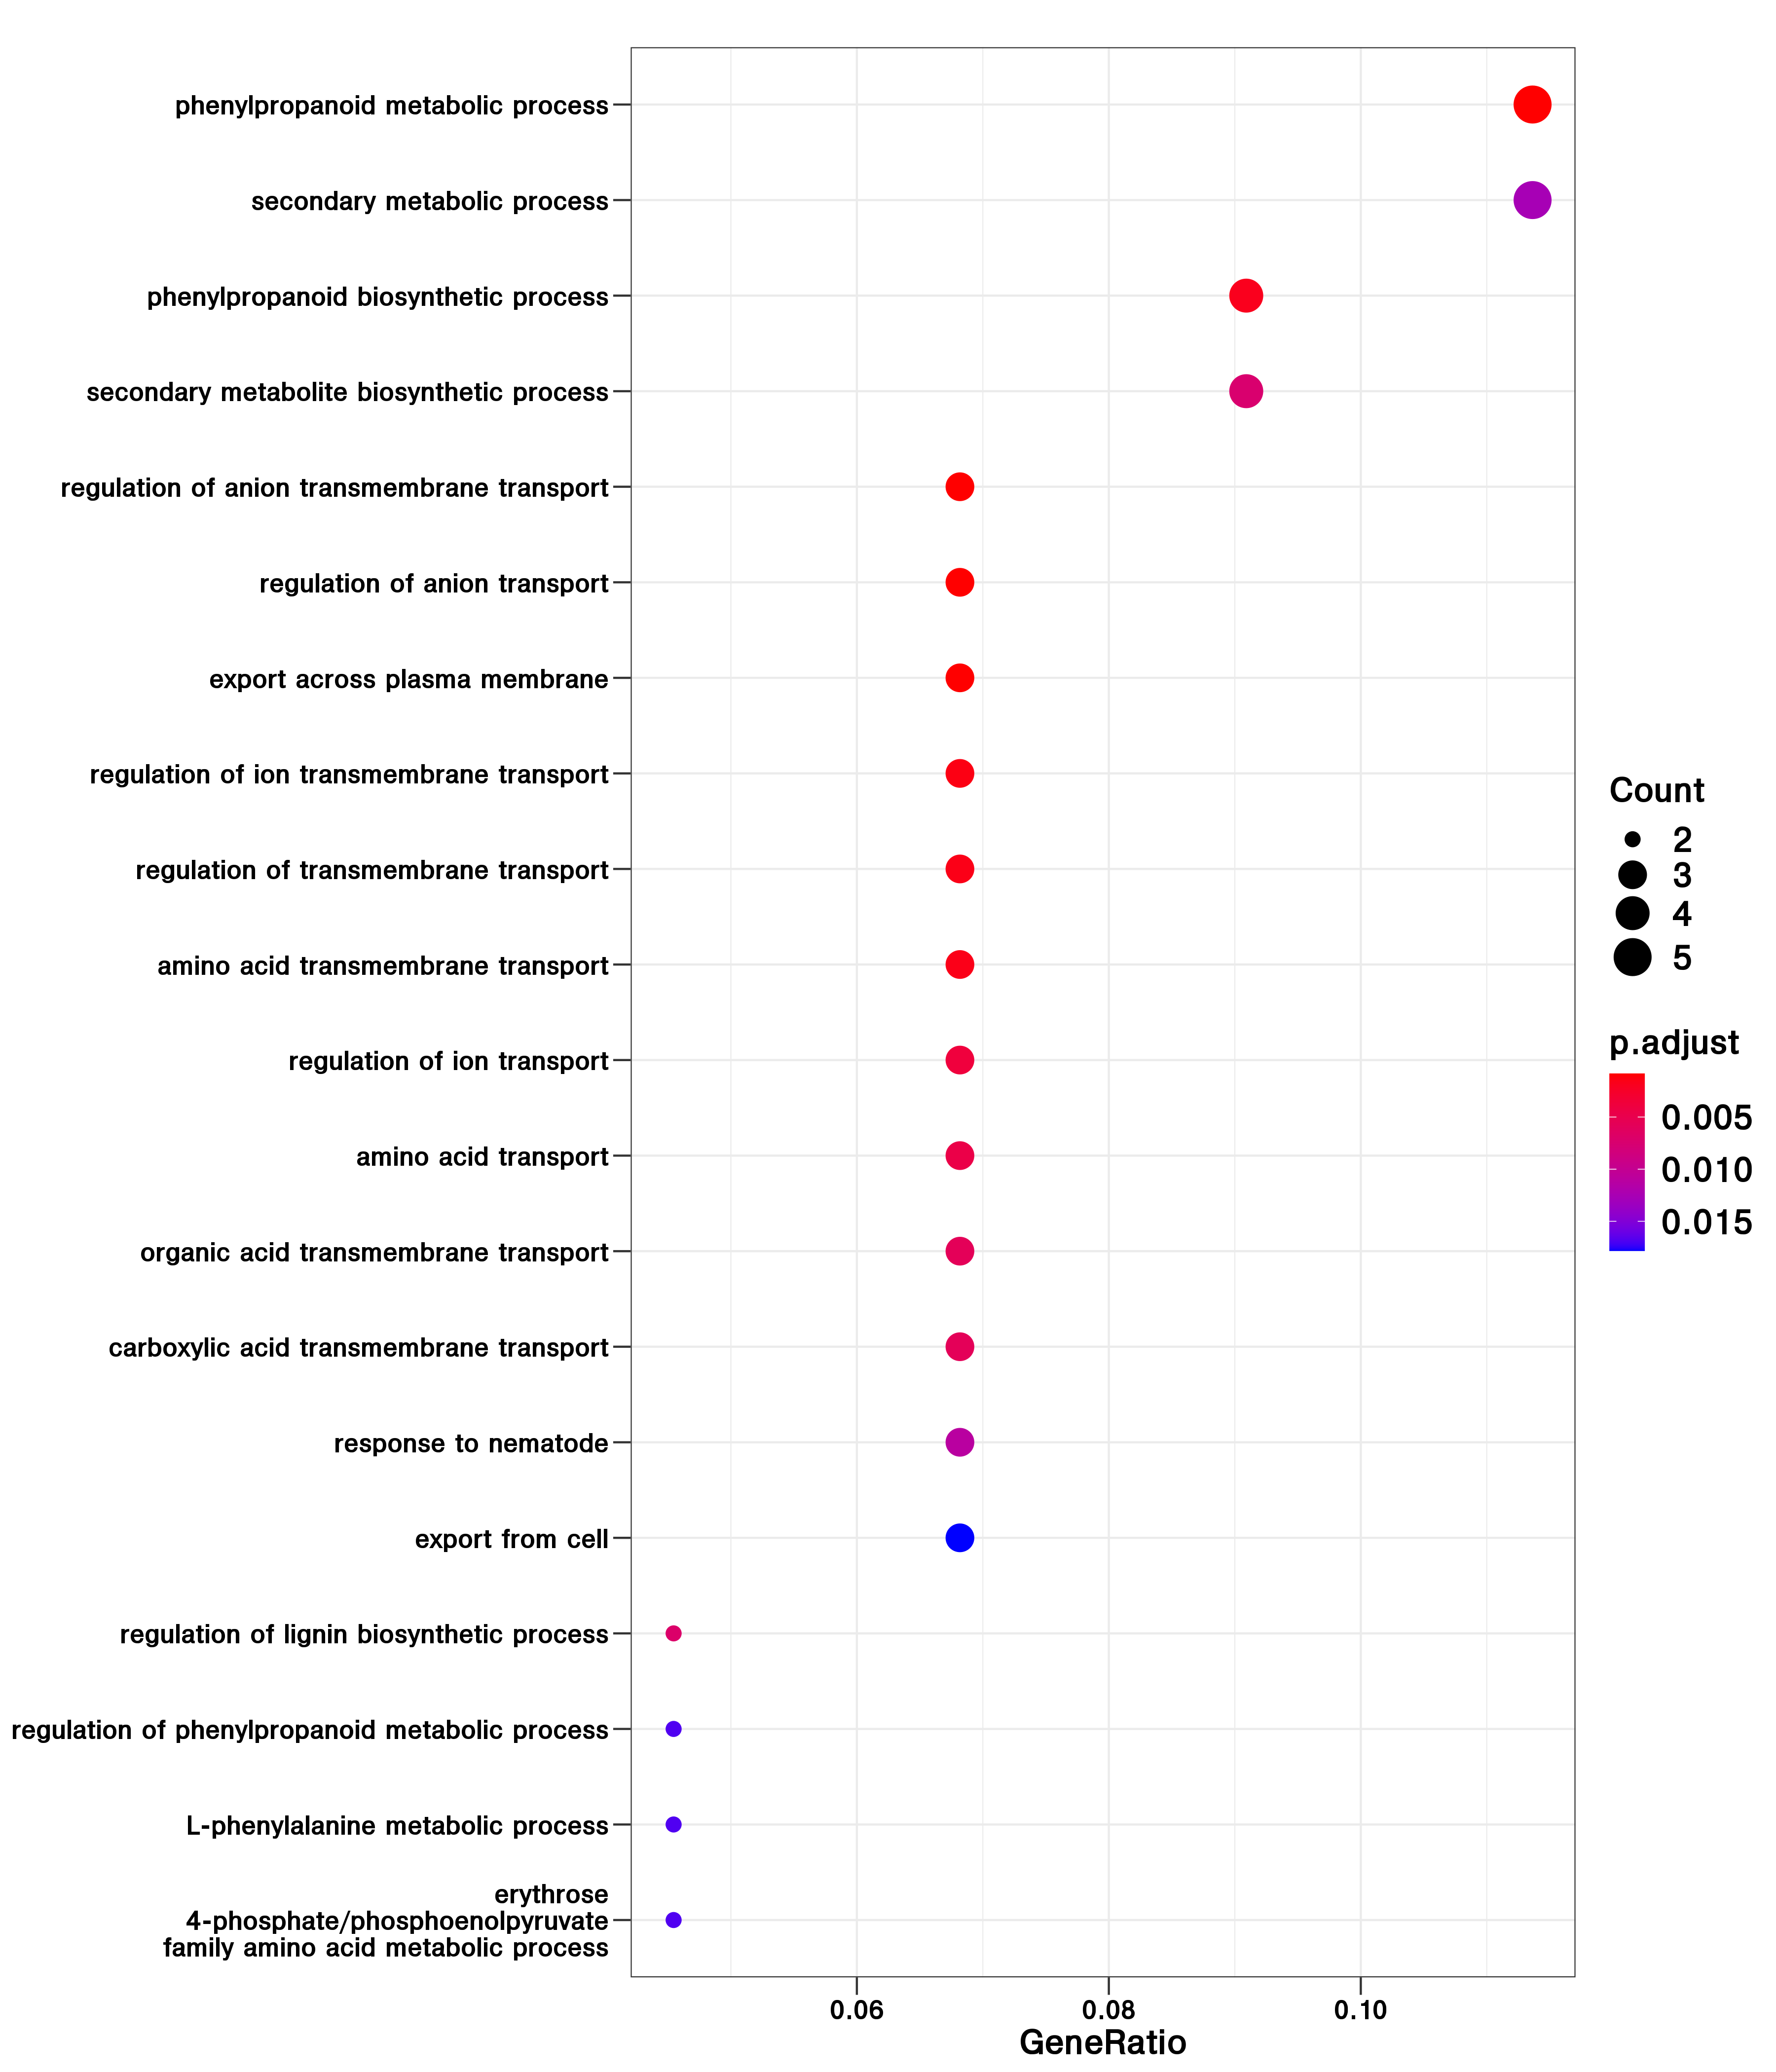 phenylpropanoid metabolic process
secondary metabolic process
phenylpropanoid biosynthetic process
secondary metabolite biosynthetic process
regulation of anion transmembrane transport
regulation of anion transport
export across plasma membrane
regulation of ion transmembrane transport
regulation of transmembrane transport
amino acid transmembrane transport
regulation of ion transport
amino acid transport
organic acid transmembrane transport
carboxylic acid transmembrane transport
response to nematode
export from cell
regulation of lignin biosynthetic process
regulation of phenylpropanoid metabolic process
L-phenylalanine metabolic process
erythrose
4-phosphate/phosphoenolpyruvate
family amino acid metabolic process
0.06
0.08
0.10
GeneRatio
Count
2
3
4
5
p.adjust
0.005
0.010
0.015